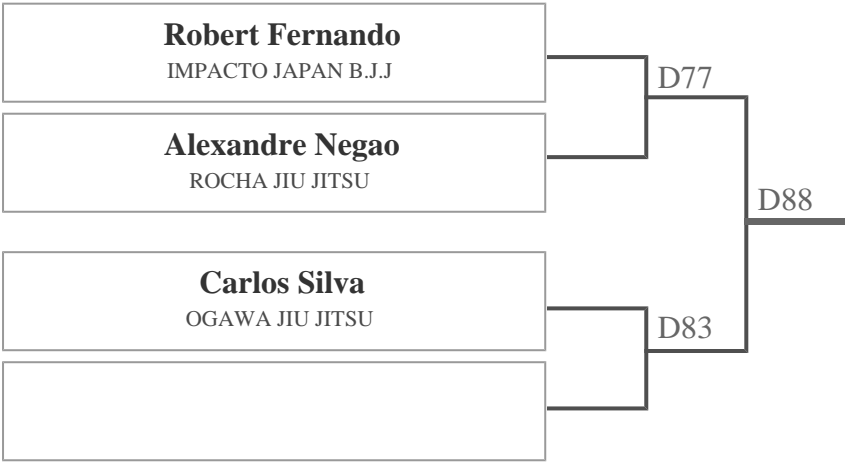 Robert Fernando
IMPACTO JAPAN B.J.J
D77
Alexandre Negao
ROCHA JIU JITSU
D88
Carlos Silva
OGAWA JIU JITSU
D83